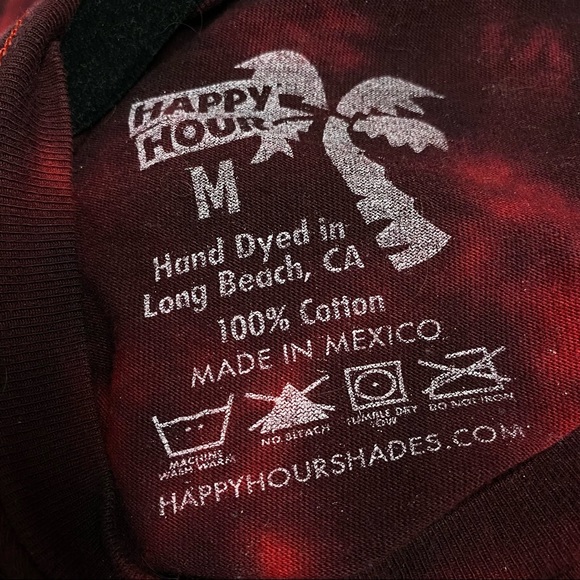 HAPPY
HOUR
M
Hand Dyed in
Long Beach, CA
100% Cotton
MADE IN MEXICO
MACHINE
WASH WARM
NO BLEACH
TUMBLE DRY
LOW
DO NOT IRON
HAPPYHOURSHADES.COM